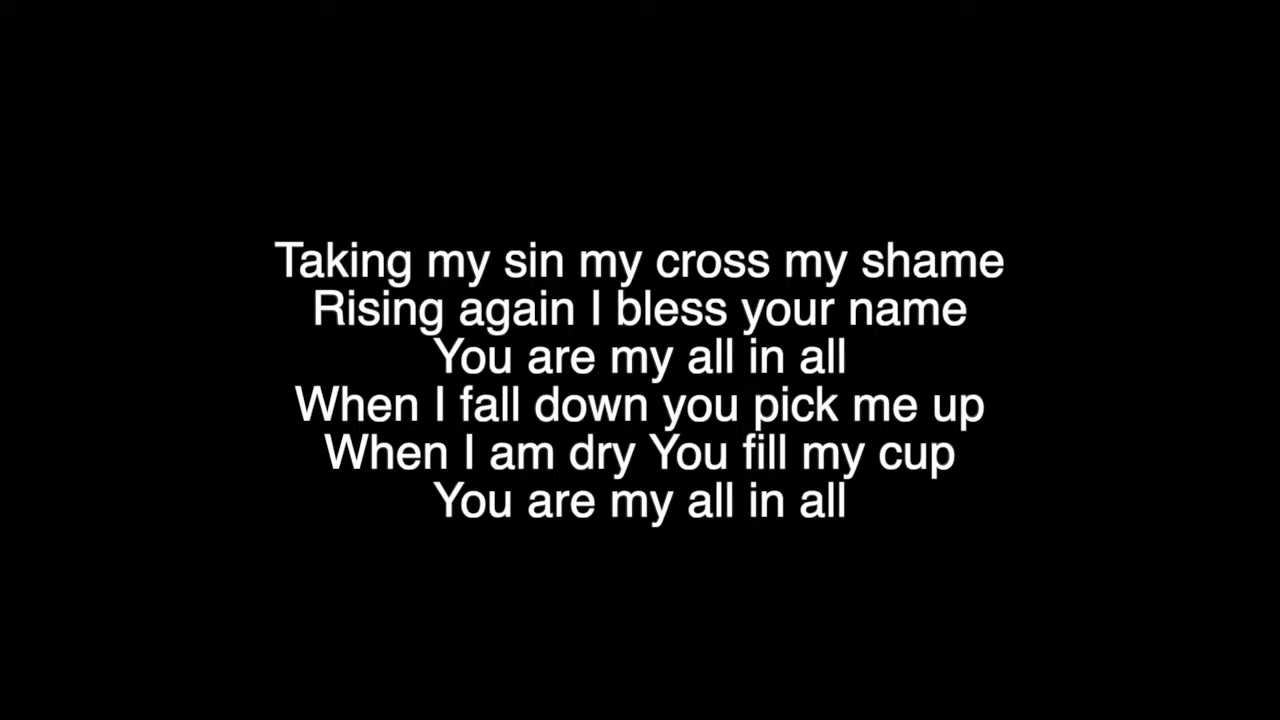 Taking my sin my cross my shame
Rising again I bless your name
You are my all in all
When I fall down you pick me up
When I am dry You fill my cup
You are my all in all